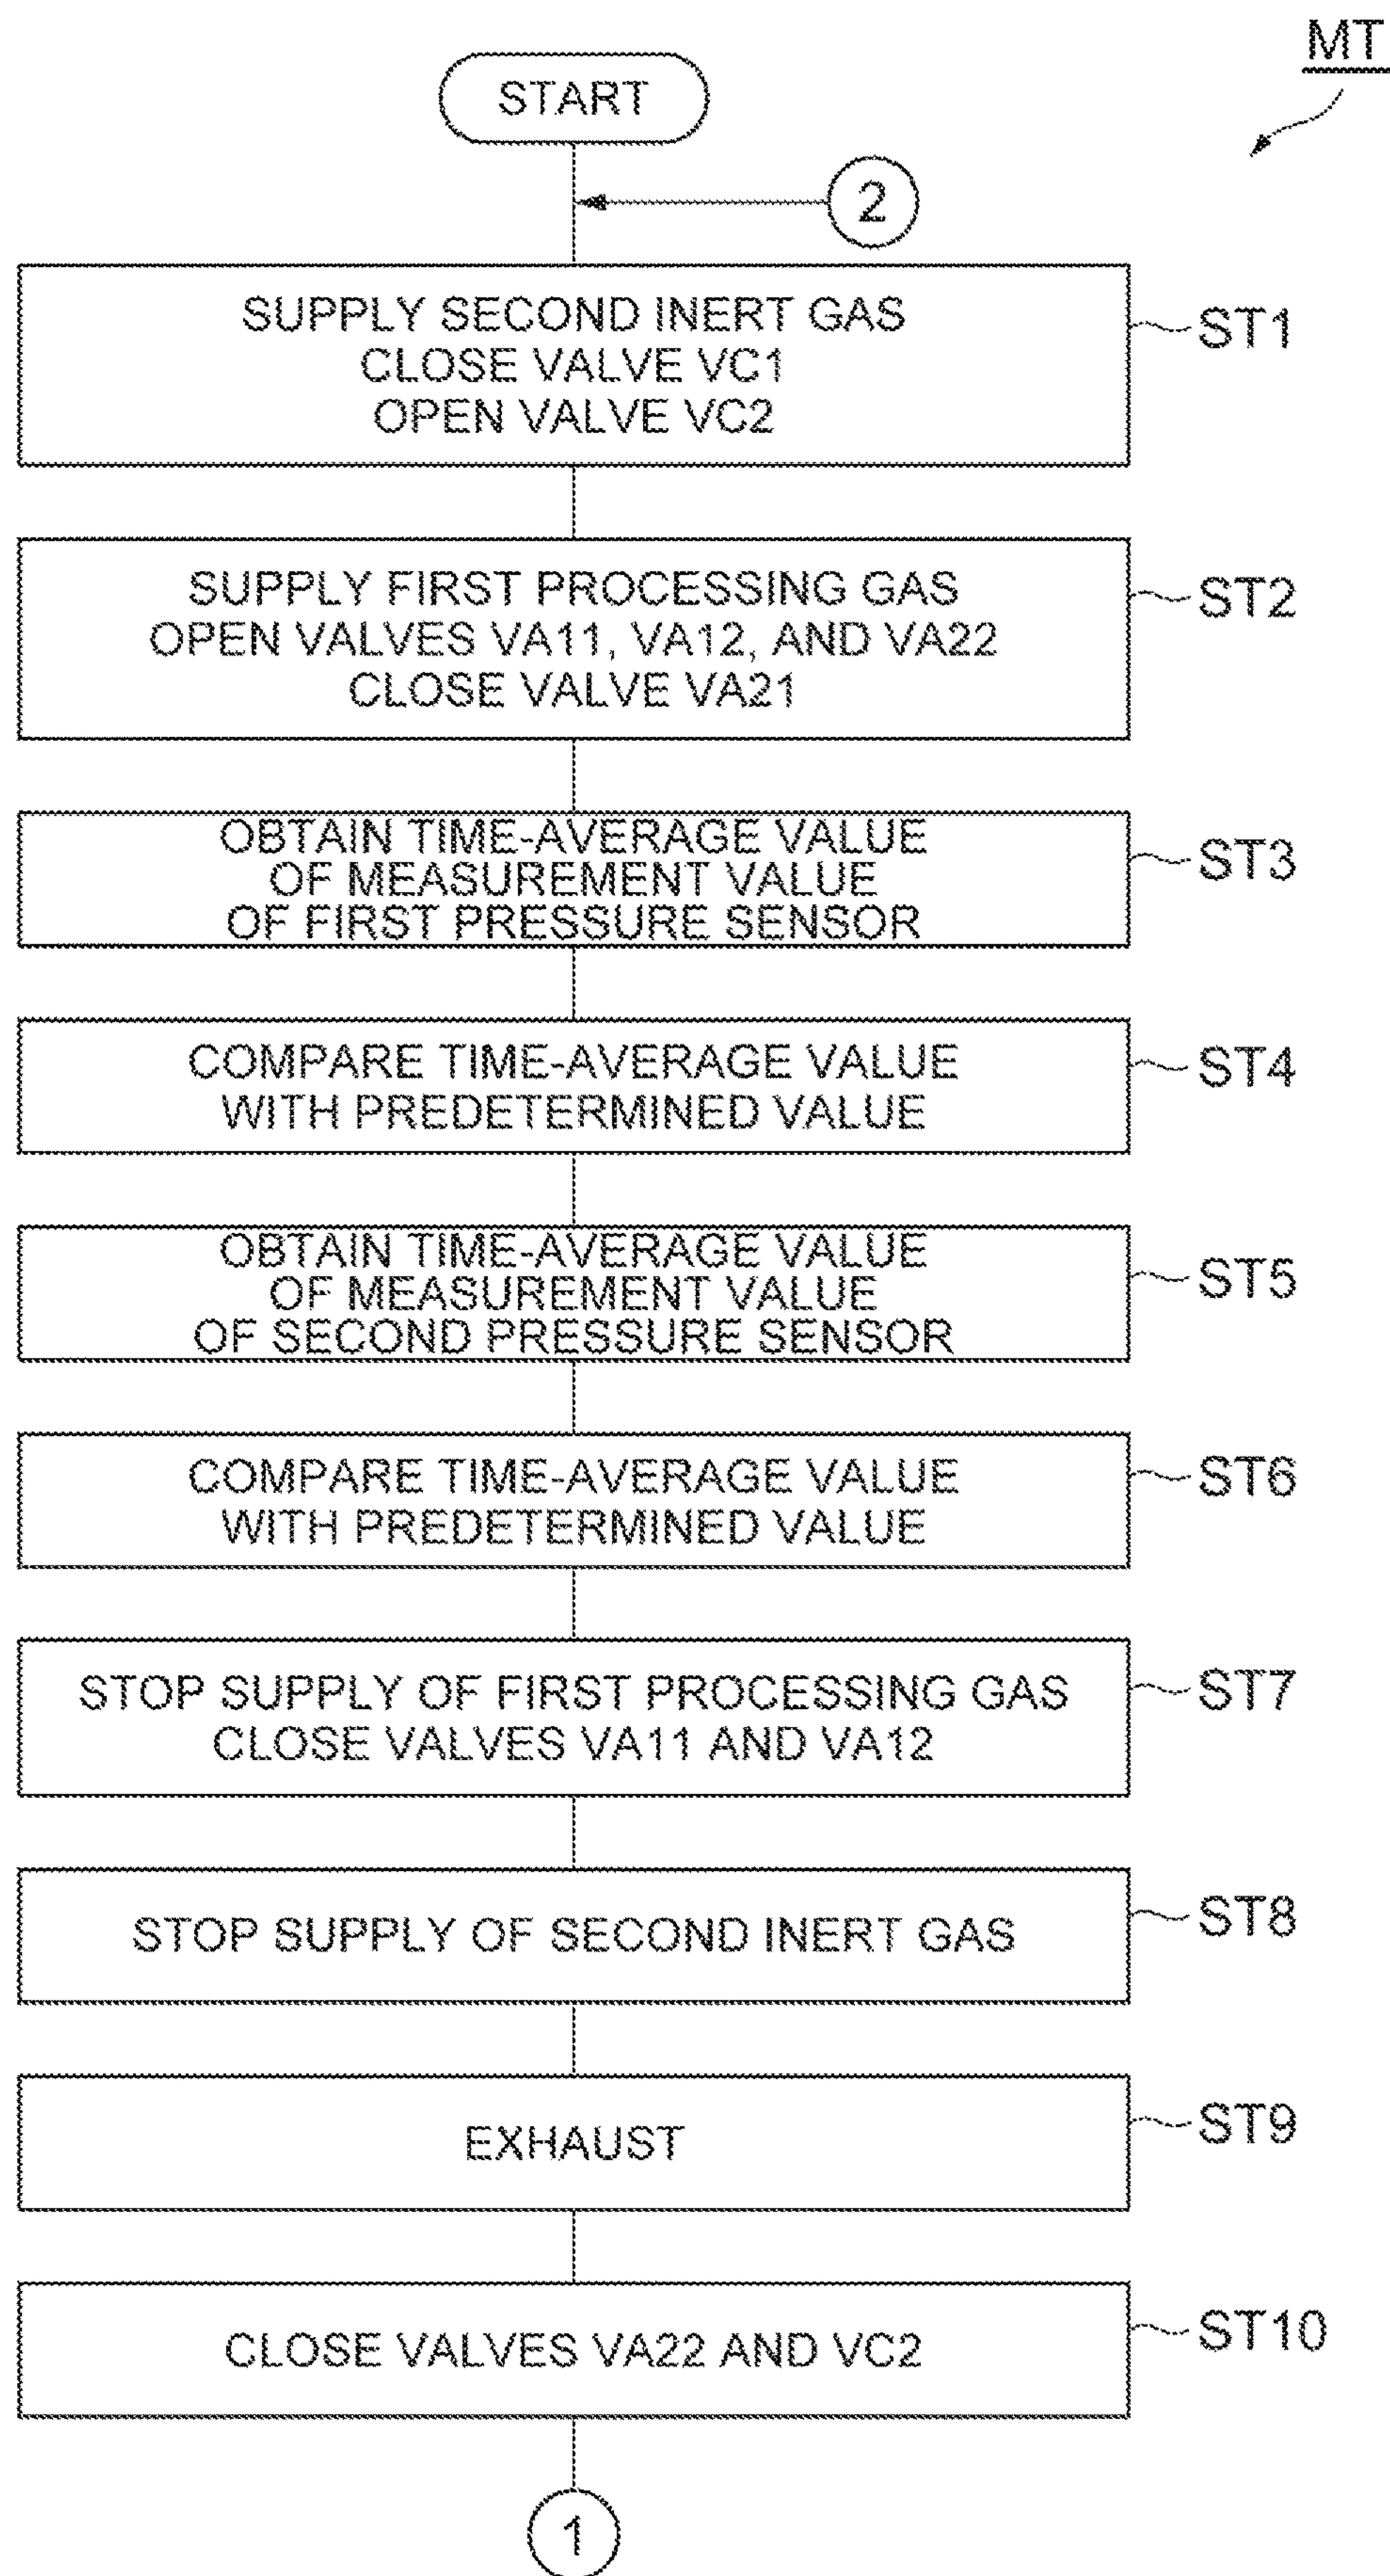 MT
START
2
SUPPLY SECOND INERT GAS
CLOSE VALVE VC1
OPEN VALVE VC2
ST1
SUPPLY FIRST PROCESSING GAS
OPEN VALVES VA11, VA12, AND VA22
CLOSE VALVE VA21
ST2
OBTAIN TIME-AVERAGE VALUE
OF MEASUREMENT VALUE
OF FIRST PRESSURE SENSOR
ST3
COMPARE TIME-AVERAGE VALUE
WITH PREDETERMINED VALUE
ST4
OBTAIN TIME-AVERAGE VALUE
OF MEASUREMENT VALUE
OF SECOND PRESSURE SENSOR
ST5
COMPARE TIME-AVERAGE VALUE
WITH PREDETERMINED VALUE
ST6
STOP SUPPLY OF FIRST PROCESSING GAS
CLOSE VALVES VA11 AND VA12
ST7
STOP SUPPLY OF SECOND INERT GAS
ST8
EXHAUST
ST9
CLOSE VALVES VA22 AND VC2
ST10
1